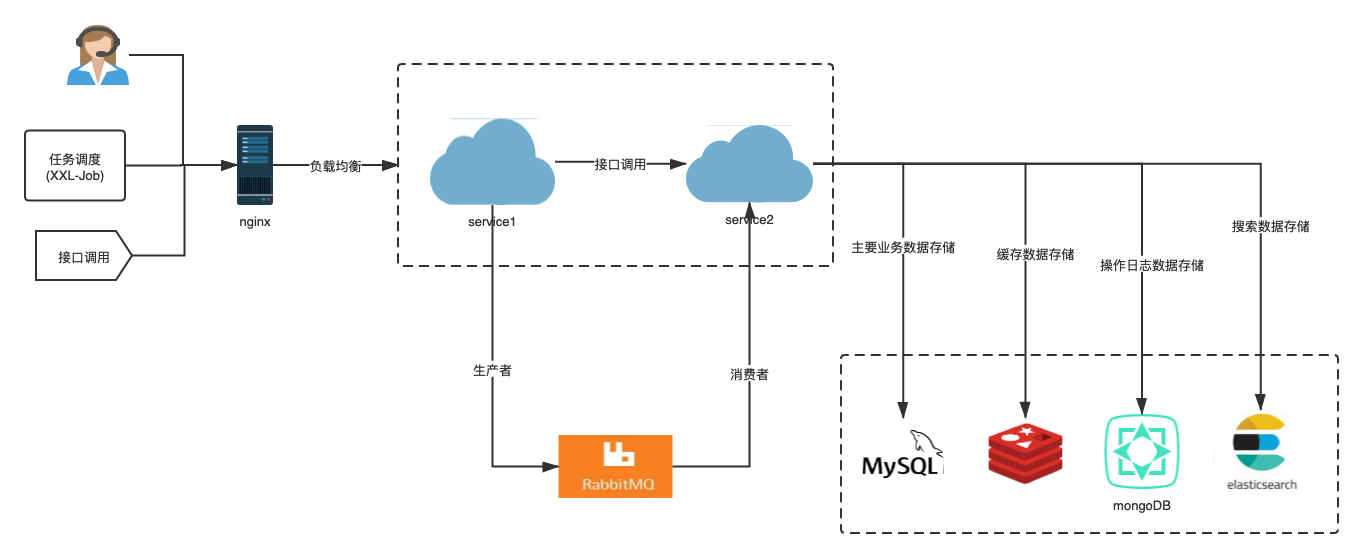 任务调度
(XXL-Job)
接口调用
nginx
负载均衡
service1
接口调用
service2
主要业务数据存储
缓存数据存储
操作日志数据存储
搜索数据存储
生产者
消费者
RabbitMQ
MySQL
mongoDB
elasticsearch